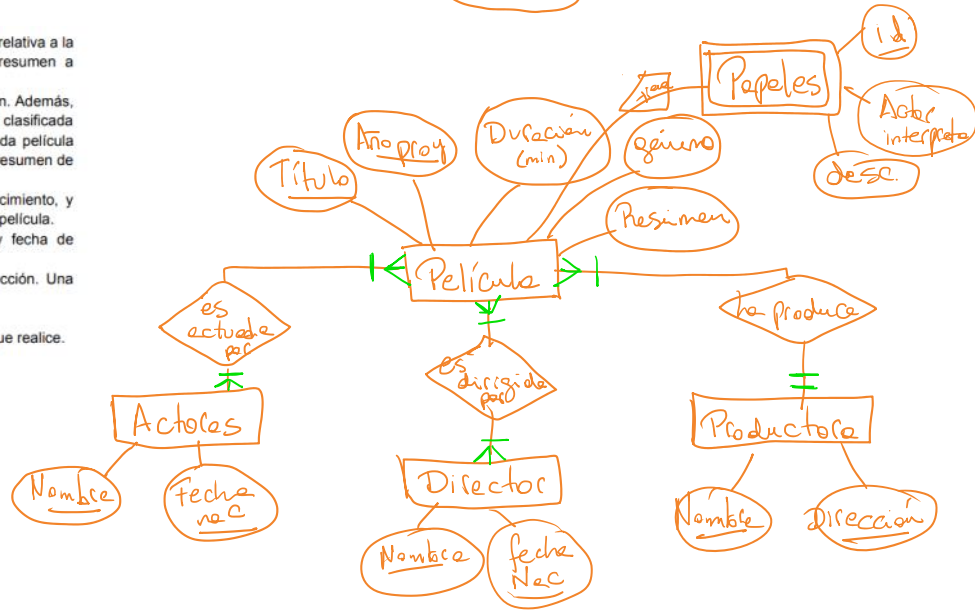 relativa a la
resumen a
n. Además,
clasificada
da película
esumen de
cimiento, y
película.
y fecha de
cción. Una
ue realice.
id
Papeles
Actor
interpreta
desc.
Título
Año proy
Duración
(min)
género
Resúmen
Película
es
actuada
por
es
dirigida
por
ha produce
Actores
Nombre
Fecha
nac
Director
Nombre
fecha
Nac
Productora
Nombre
Dirección